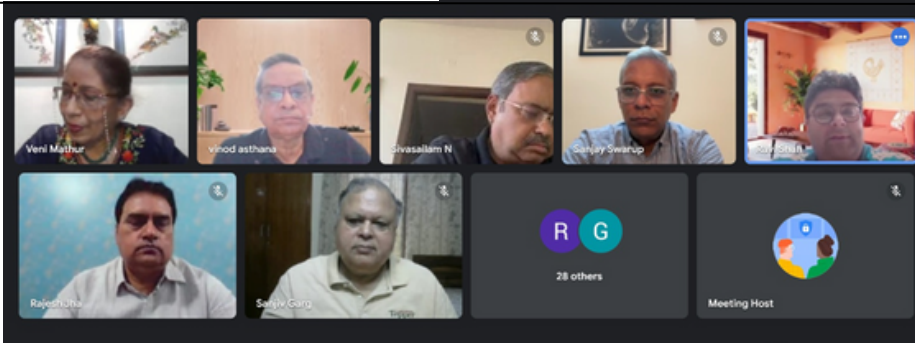 Veni Mathur
vinod asthana
Sivasailam N
Sanjay Swarup
Rajesh Jha
Sanjiv Garg
R G
28 others
Meeting Host